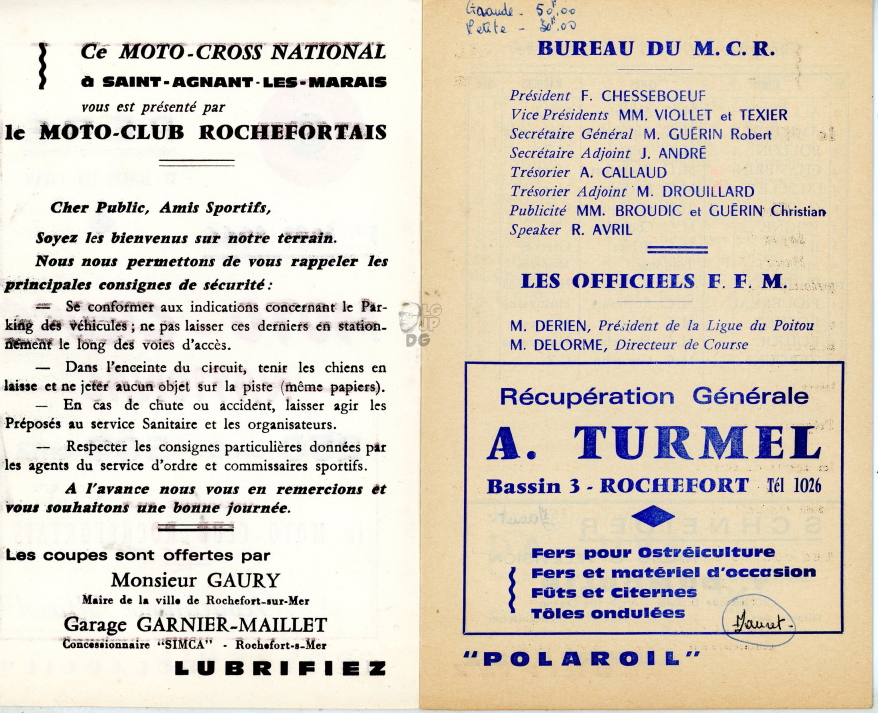 Ce MOTO-CROSS NATIONAL
à SAINT-AGNANT-LES-MARAIS
vous est présenté par
le MOTO-CLUB ROCHEFORTAIS
Cher Public, Amis Sportifs,
Soyez les bienvenus sur notre terrain.
Nous nous permettons de vous rappeler les
principales consignes de sécurité :
— Se conformer aux indications concernant le Par-
king des véhicules ; ne pas laisser ces derniers en station-
nement le long des voies d'accès.
— Dans l'enceinte du circuit, tenir les chiens en
laisse et ne jeter aucun objet sur la piste (même papiers).
— En cas de chute ou accident, laisser agir les
Préposés au service Sanitaire et les organisateurs.
— Respecter les consignes particulières données par
les agents du service d'ordre et commissaires sportifs.
A l'avance nous vous en remercions et
vous souhaitons une bonne journée.
Les coupes sont offertes par
Monsieur GAURY
Maire de la ville de Rochefort-sur-Mer
Garage GARNIER-MAILLET
Concessionnaire "SIMCA" - Rochefort-s-Mer
LUBRIFIEZ
Grande - 50F,00
Petite - 30F,00
BUREAU DU M. C. R.
Président F. CHESSEBOEUF
Vice Présidents MM. VIOLLET et TEXIER
Secrétaire Général M. GUÉRIN Robert
Secrétaire Adjoint J. ANDRÉ
Trésorier A. CALLAUD
Trésorier Adjoint M. DROUILLARD
Publicité MM. BROUDIC et GUÉRIN Christian
Speaker R. AVRIL
LES OFFICIELS F. F. M.
M. DERIEN, Président de la Ligue du Poitou
M. DELORME, Directeur de Course
Récupération Générale
A. TURMEL
Bassin 3 - ROCHEFORT Tél 1026
Fers pour Ostréiculture
Fers et matériel d'occasion
Fûts et Citernes
Tôles ondulées
"POLAROIL"